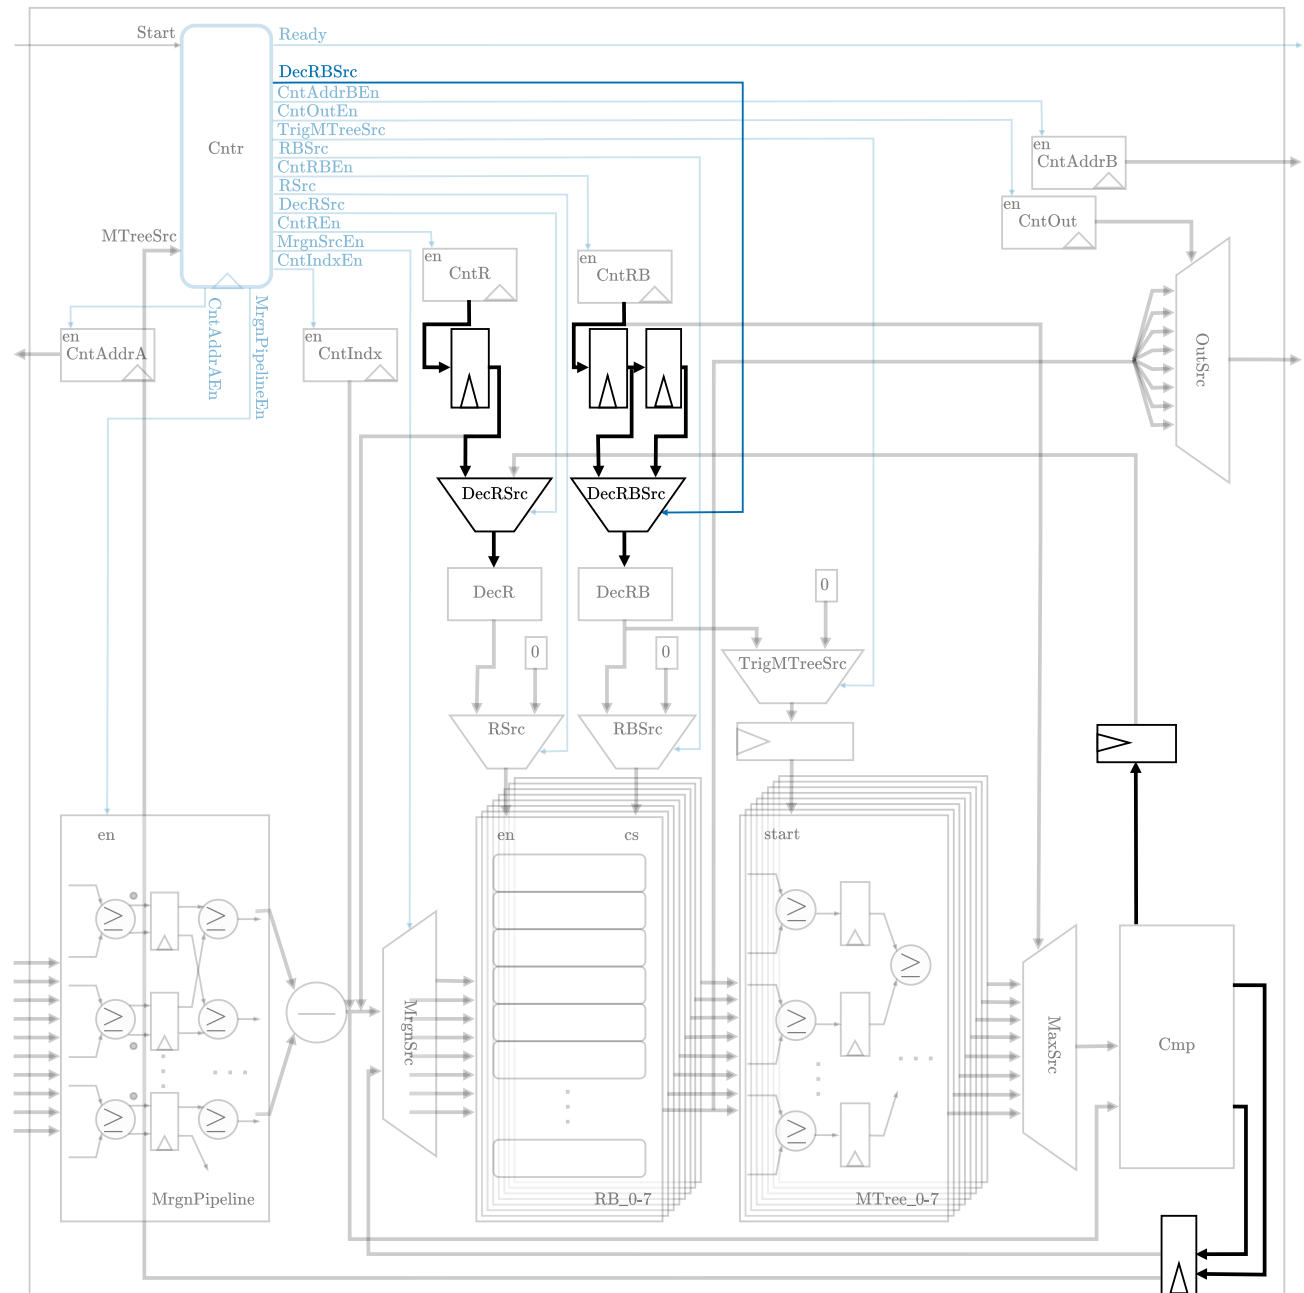 Start
Ready
DecRBSrc
CntAddrBEn
CntOutEn
TrigMTreeSrc
RBSrc
CntRBEn
RSrc
DecRSrc
CntREn
MrgnSrcEn
CntIndxEn
Cntr
MTreeSrc
en
CntAddrB
en
CntOut
en
CntR
en
CntRB
CntAddrAEn
MrgnPipelineEn
en
CntAddrA
en
CntIndx
OutSrc
DecRSrc
DecRBSrc
DecR
DecRB
0
0
0
TrigMTreeSrc
RSrc
RBSrc
en
en
cs
start
≥
≥
≥
≥
≥
≥
≥
≥
≥
≥
MrgnSrc
MaxSrc
Cmp
MrgnPipeline
RB_0-7
MTree_0-7